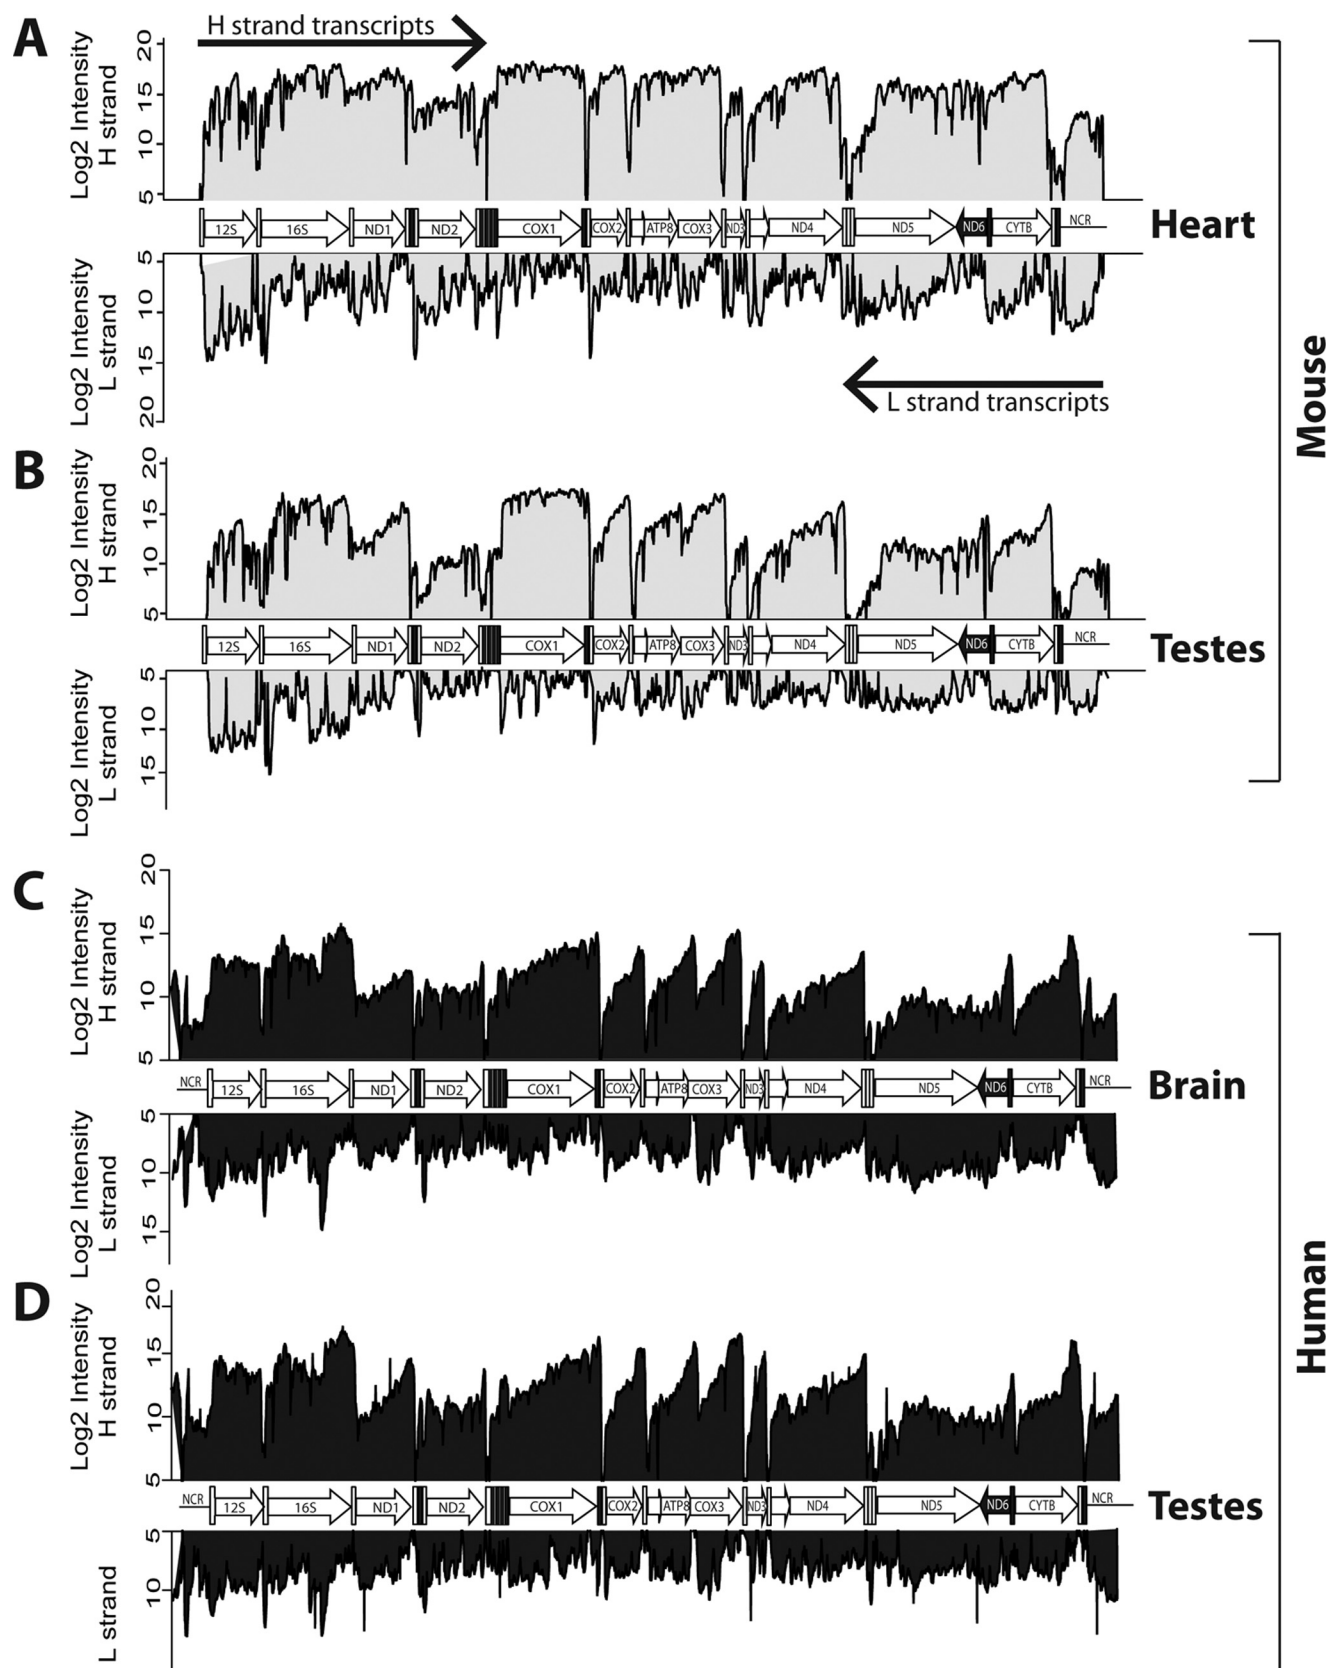 A
H strand transcripts
Log2 Intensity
H strand
20
15
10
5
12S 16S ND1 ND2 COX1 COX2 ATP8 COX3 ND3 ND4 ND5 ND6 CYTB NCR
Heart
Log2 Intensity
L strand
5
10
15
20
L strand transcripts
Mouse
B
Log2 Intensity
H strand
20
15
10
5
12S 16S ND1 ND2 COX1 COX2 ATP8 COX3 ND3 ND4 ND5 ND6 CYTB NCR
Testes
Log2 Intensity
L strand
5
10
15
C
Log2 Intensity
H strand
20
15
10
5
NCR 12S 16S ND1 ND2 COX1 COX2 ATP8 COX3 ND3 ND4 ND5 ND6 CYTB NCR
Brain
Log2 Intensity
L strand
5
10
15
Human
D
Log2 Intensity
H strand
20
15
10
5
NCR 12S 16S ND1 ND2 COX1 COX2 ATP8 COX3 ND3 ND4 ND5 ND6 CYTB NCR
Testes
L strand
5
10